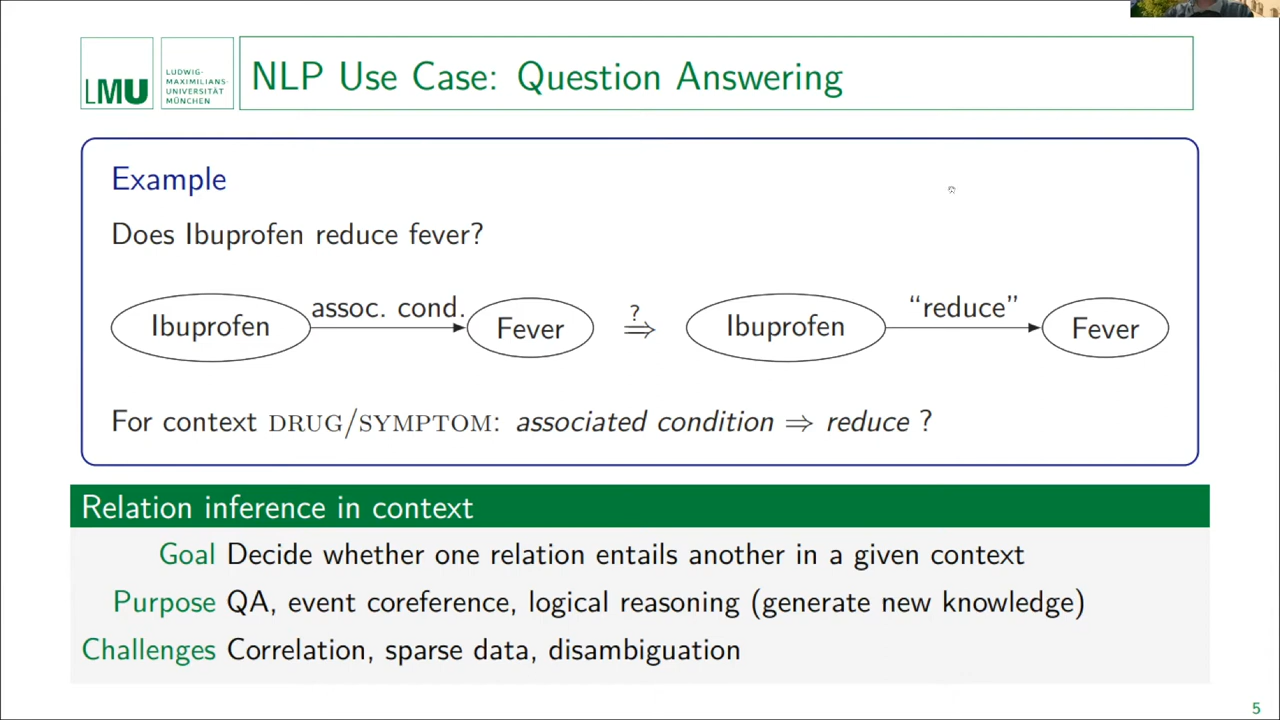 LMU
LUDWIG-
MAXIMILIANS-
UNIVERSITÄT
MÜNCHEN
NLP Use Case: Question Answering
Example
Does Ibuprofen reduce fever?
Ibuprofen assoc. cond. Fever ?⇒ Ibuprofen “reduce” Fever
For context DRUG/SYMPTOM: associated condition ⇒ reduce ?
Relation inference in context
Goal Decide whether one relation entails another in a given context
Purpose QA, event coreference, logical reasoning (generate new knowledge)
Challenges Correlation, sparse data, disambiguation
5